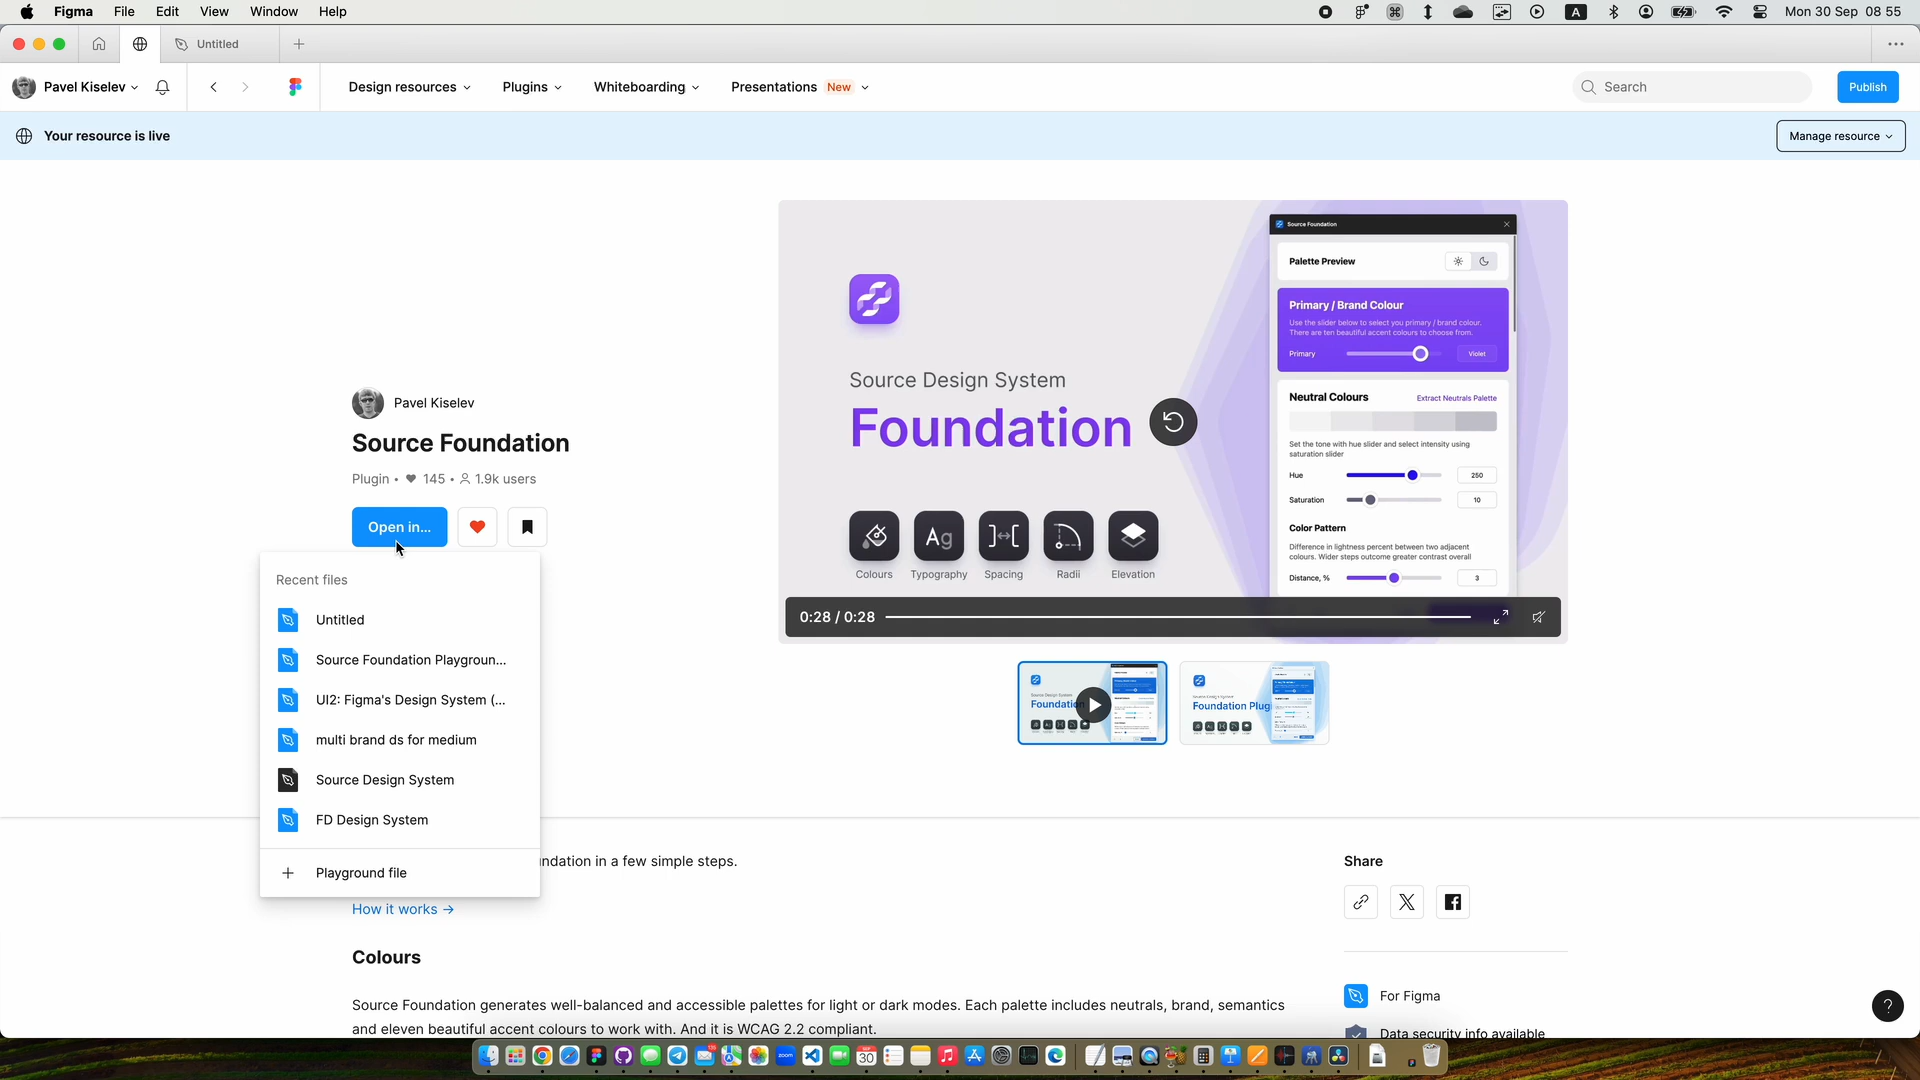 Figma File Edit View Window Help
A
Mon 30 Sep 08 55
Untitled
Pavel Kiselev
Design resources
Plugins
Whiteboarding
Presentations New
Search
Publish
Your resource is live
Manage resource
Pavel Kiselev
Source Foundation
Plugin • 145 • 1.9k users
Open in...
Recent files
Untitled
Source Foundation Playgroun...
UI2: Figma's Design System (...
multi brand ds for medium
Source Design System
FD Design System
Playground file
Source Design System
Foundation
Ag
Colours Typography Spacing Radii Elevation
Source Foundation
Palette Preview
Primary / Brand Colour
Use the slider below to select you primary / brand colour.
There are ten beautiful accent colours to choose from.
Primary
Violet
Neutral Colours
Extract Neutrals Palette
Set the tone with hue slider and select intensity using
saturation slider
Hue
250
Saturation
10
Color Pattern
Difference in lightness percent between two adjacent
colours. Wider steps outcome greater contrast overall
Distance, %
3
0:28 / 0:28
Source Design System
Foundation
Source Design System
Foundation Plug
ndation in a few simple steps.
How it works →
Colours
Source Foundation generates well-balanced and accessible palettes for light or dark modes. Each palette includes neutrals, brand, semantics
and eleven beautiful accent colours to work with. And it is WCAG 2.2 compliant.
Share
For Figma
Data security info available
?
zoom
30